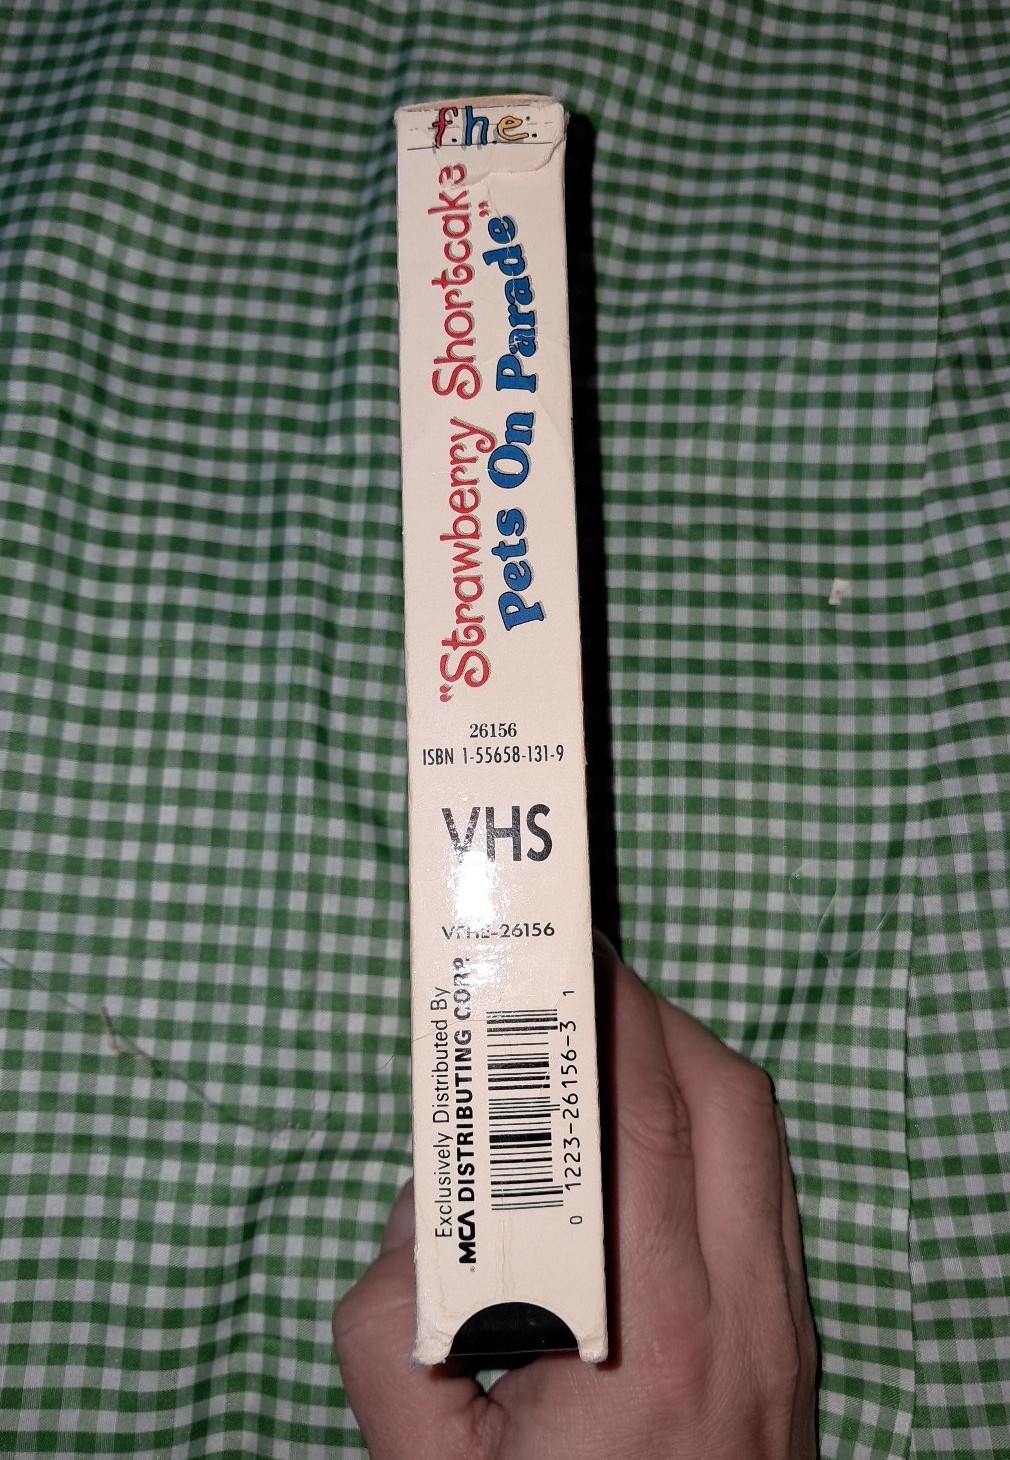 f.h.e.
"Strawberry Shortcake
Pets On Parade"
26156
ISBN 1-55658-131-9
VHS
VFHE-26156
Exclusively Distributed By
MCA DISTRIBUTING CORP.
0 1223-26156-3 1